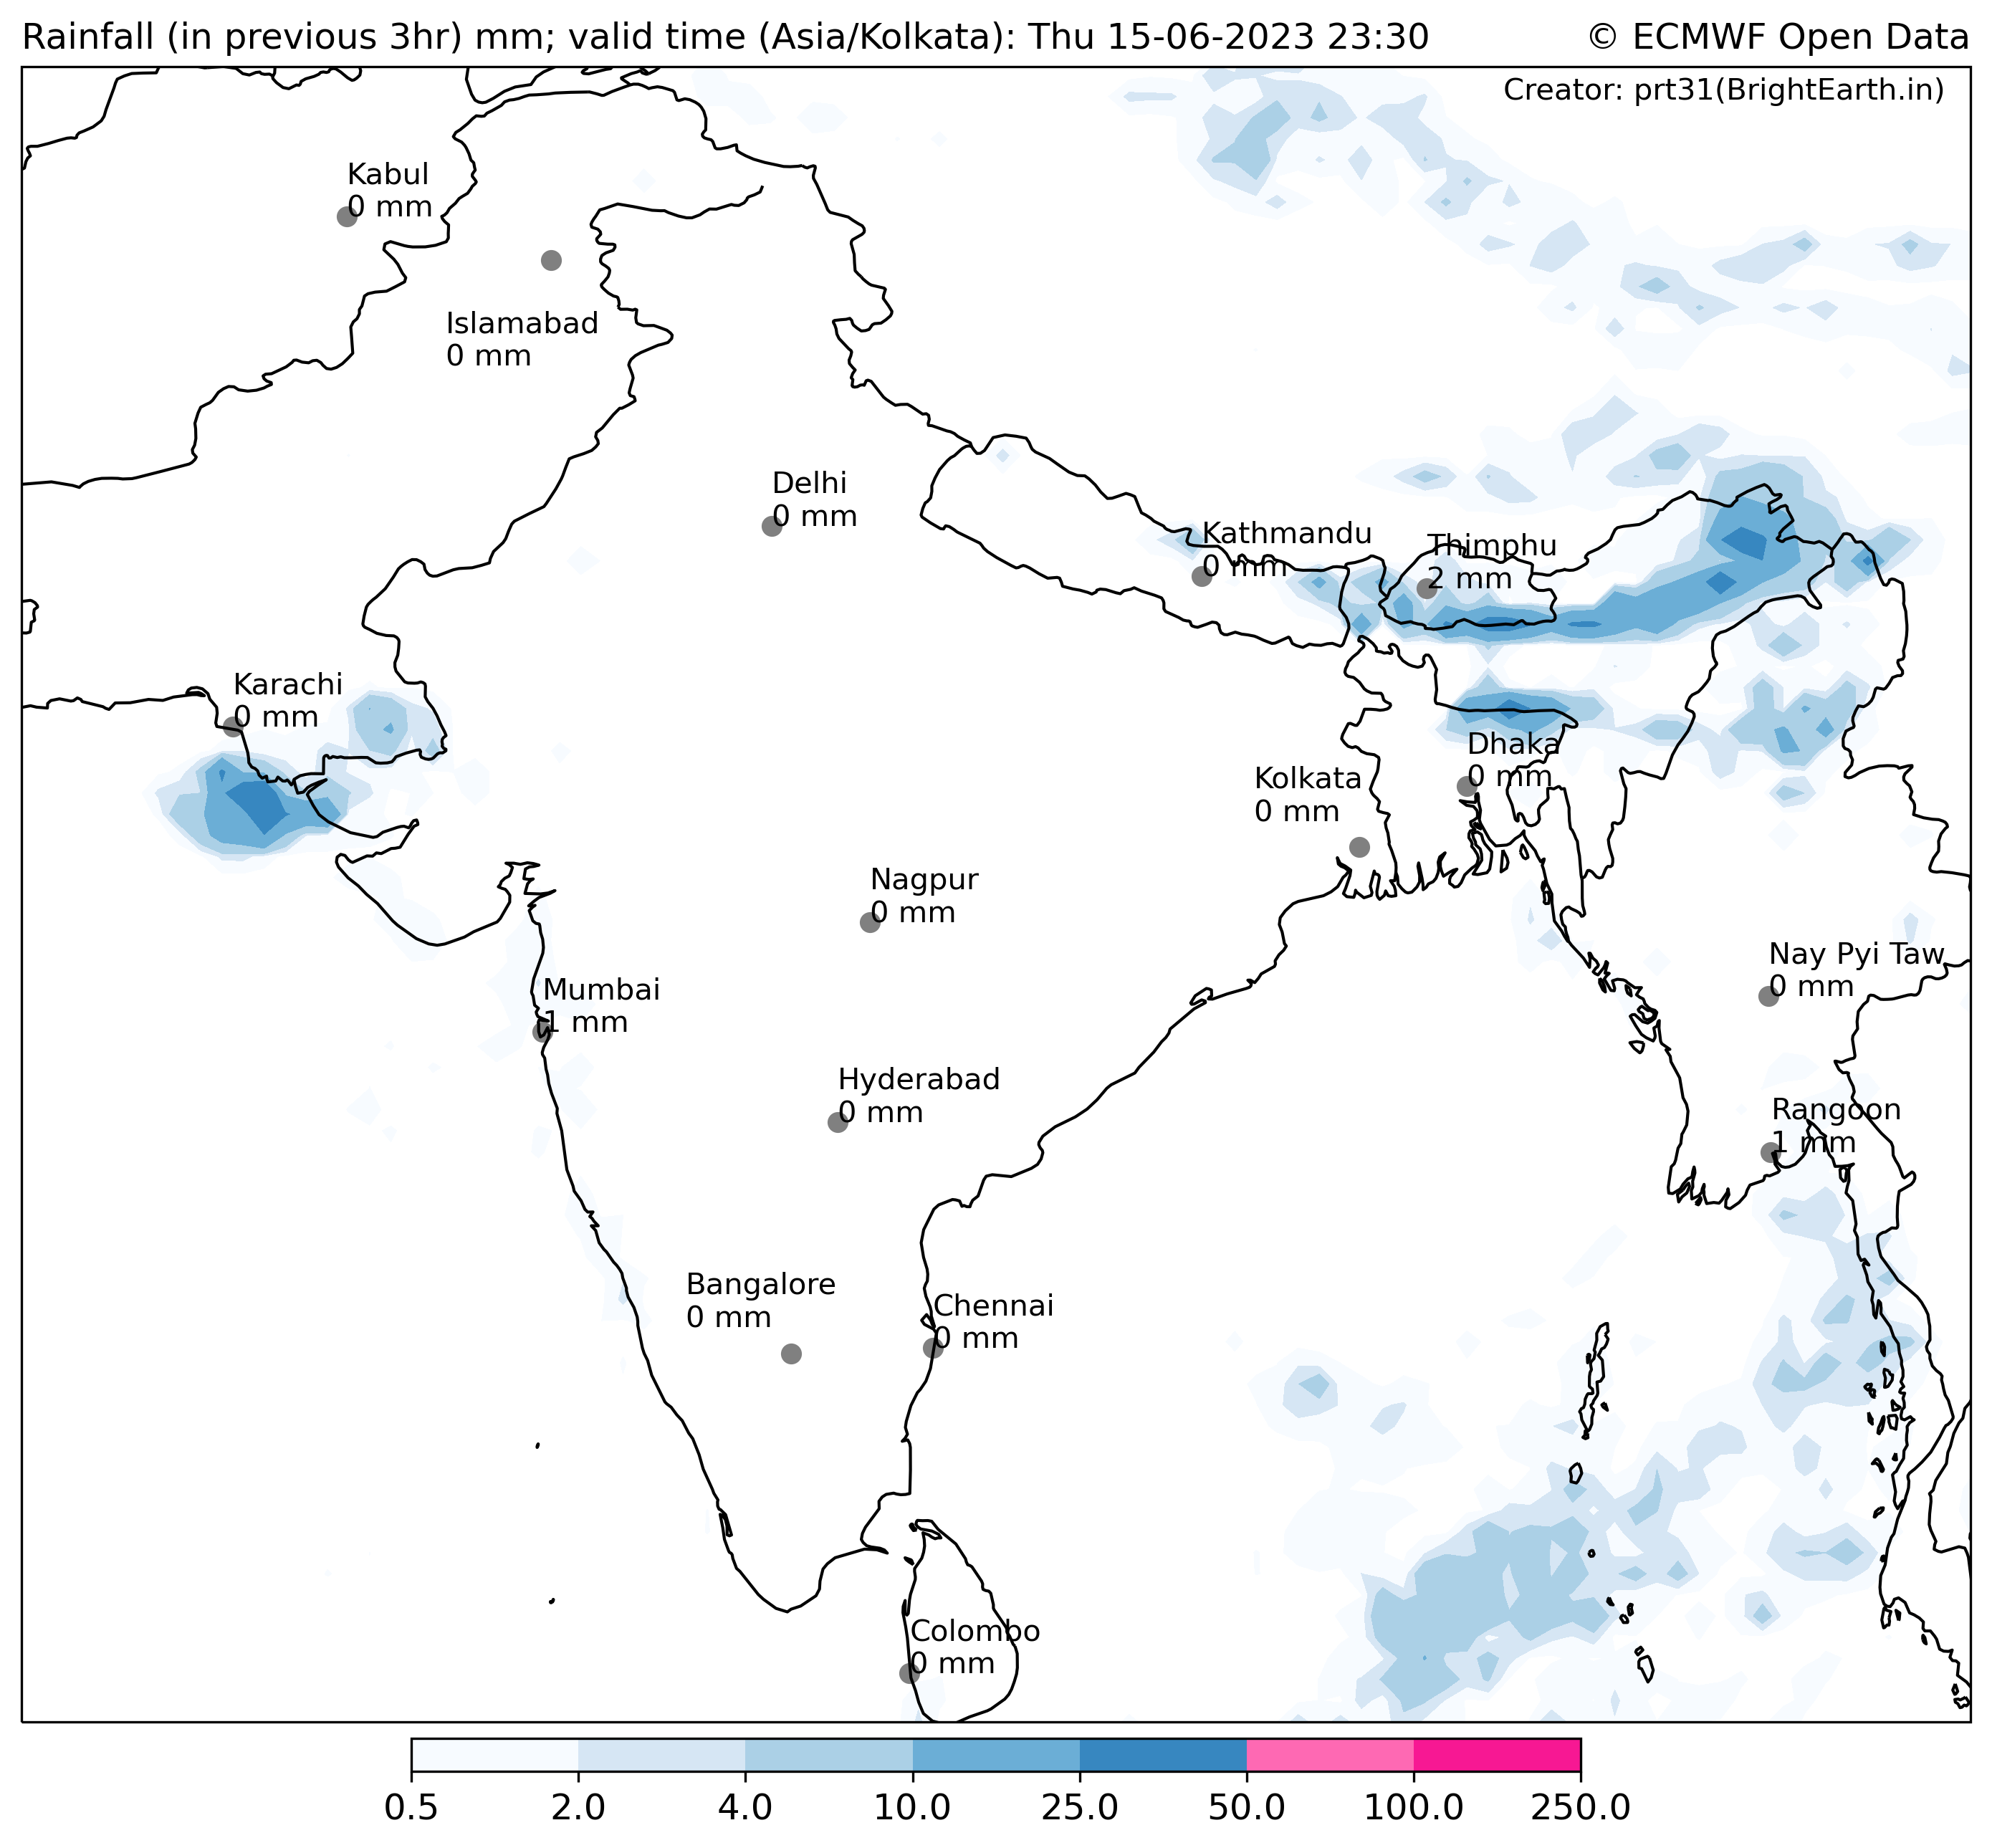 Rainfall (in previous 3hr) mm; valid time (Asia/Kolkata): Thu 15-06-2023 23:30
© ECMWF Open Data
Creator: prt31(BrightEarth.in)
Kabul
0 mm
Islamabad
0 mm
Delhi
0 mm
Kathmandu
0 mm
Thimphu
2 mm
Karachi
0 mm
Dhaka
0 mm
Kolkata
0 mm
Nagpur
0 mm
Nay Pyi Taw
0 mm
Mumbai
1 mm
Hyderabad
0 mm
Rangoon
1 mm
Bangalore
0 mm
Chennai
0 mm
Colombo
0 mm
0.5 2.0 4.0 10.0 25.0 50.0 100.0 250.0